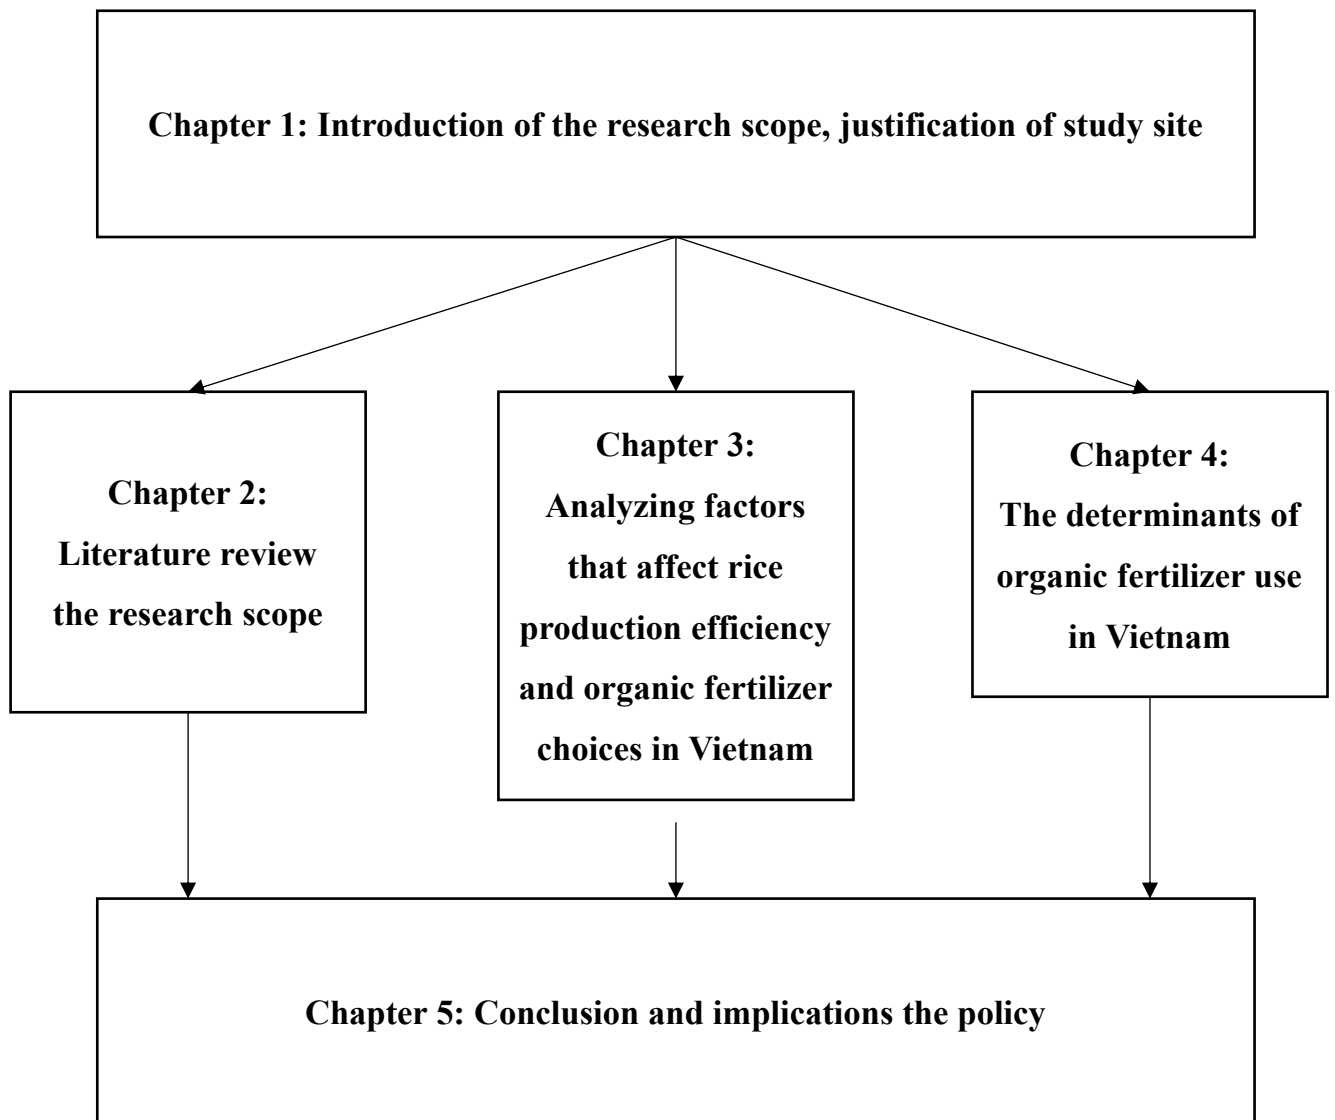 Chapter 1: Introduction of the research scope, justification of study site
Chapter 2:
Literature review
the research scope
Chapter 3:
Analyzing factors
that affect rice
production efficiency
and organic fertilizer
choices in Vietnam
Chapter 4:
The determinants of
organic fertilizer use
in Vietnam
Chapter 5: Conclusion and implications the policy